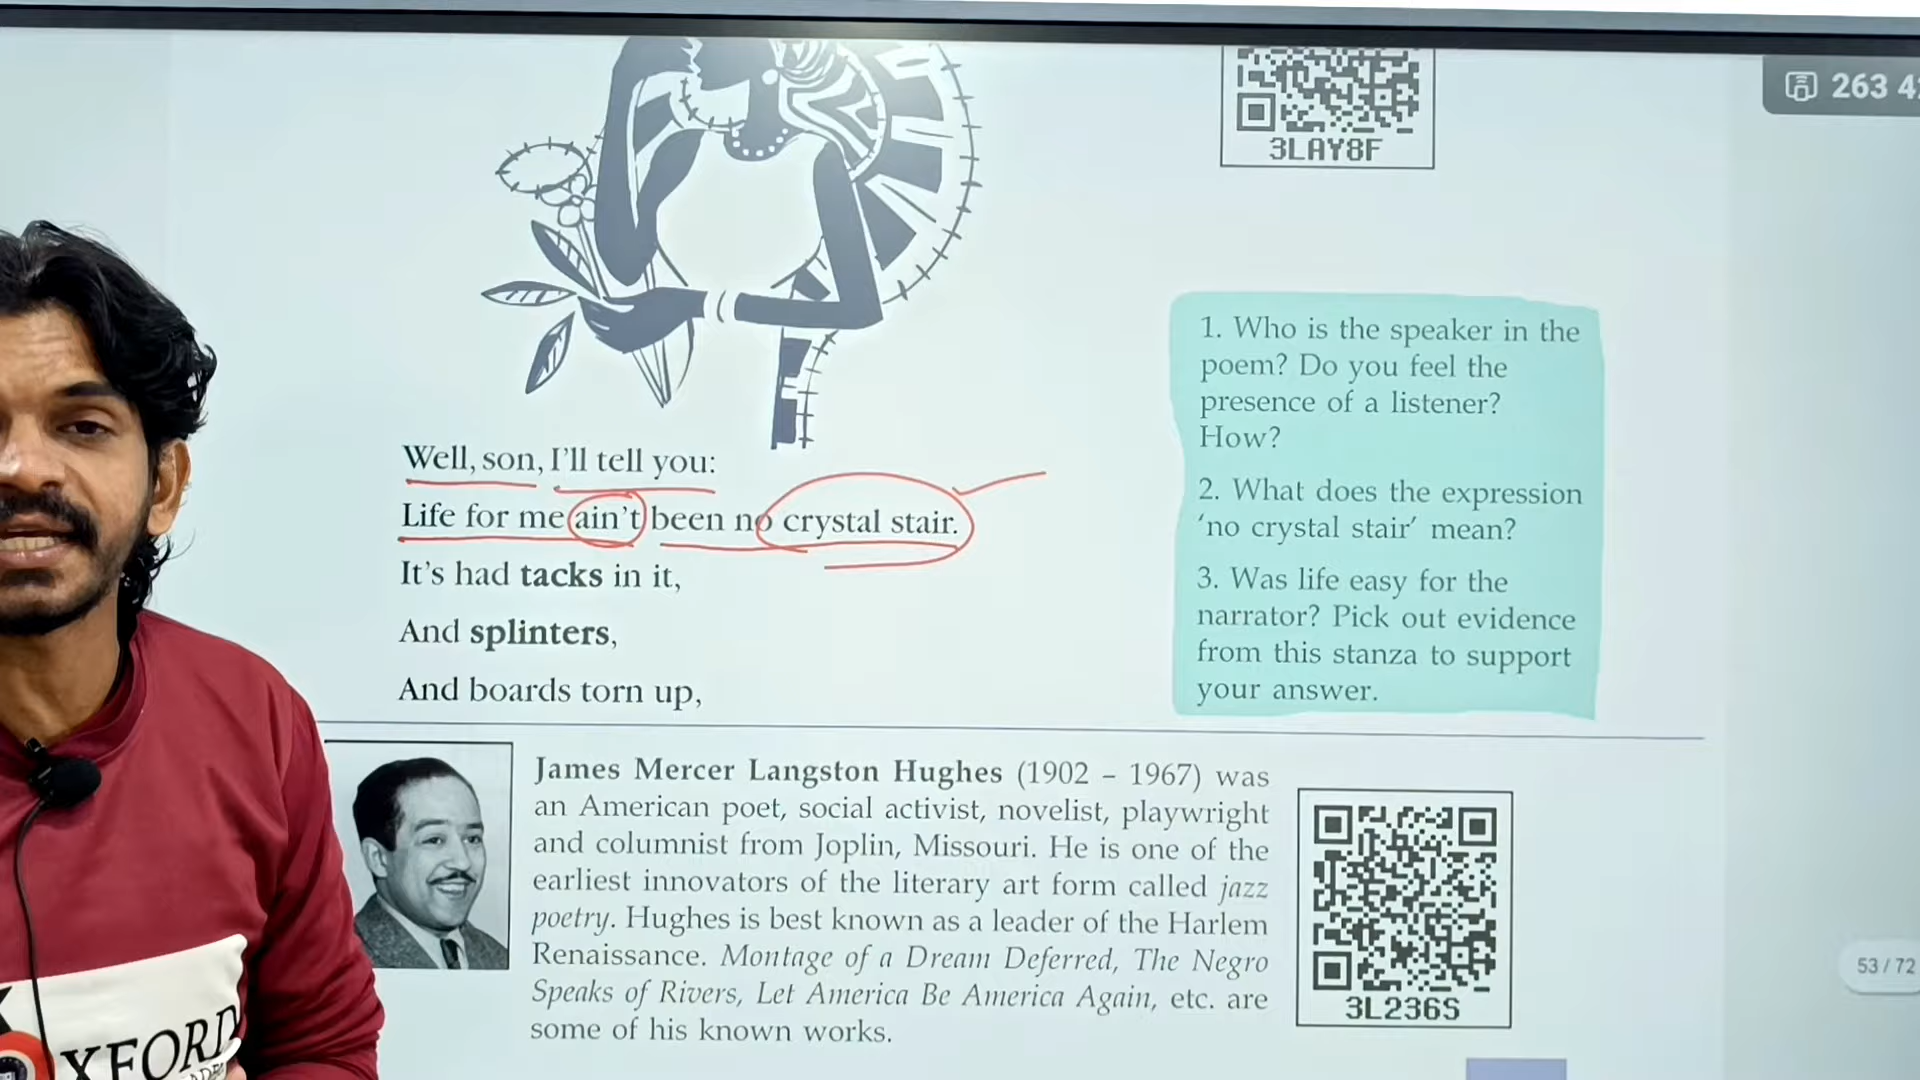 3LAY8F
263 42
1. Who is the speaker in the
poem? Do you feel the
presence of a listener?
How?
2. What does the expression
‘no crystal stair’ mean?
3. Was life easy for the
narrator? Pick out evidence
from this stanza to support
your answer.
Well, son, I’ll tell you:
Life for me ain’t been no crystal stair.
It’s had tacks in it,
And splinters,
And boards torn up,
James Mercer Langston Hughes (1902 – 1967) was
an American poet, social activist, novelist, playwright
and columnist from Joplin, Missouri. He is one of the
earliest innovators of the literary art form called jazz
poetry. Hughes is best known as a leader of the Harlem
Renaissance. Montage of a Dream Deferred, The Negro
Speaks of Rivers, Let America Be America Again, etc. are
some of his known works.
3L236S
53 / 72
OXFORD